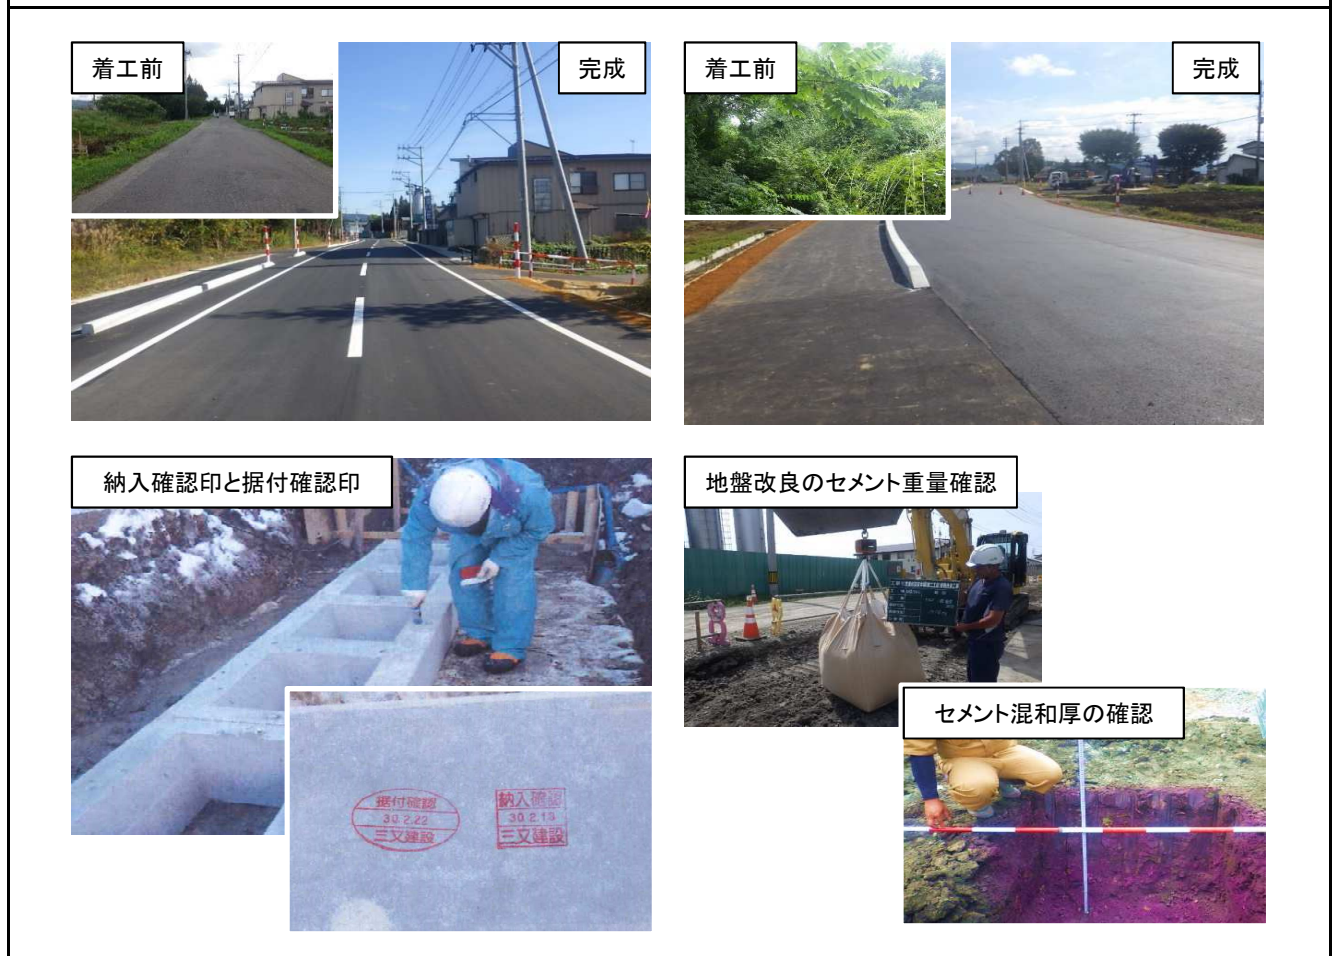 着工前
完成
着工前
完成
納入確認印と据付確認印
地盤改良のセメント重量確認
セメント混和厚の確認
据付確認
30.2.22
三又建設
納入確認
30.2.13
三又建設